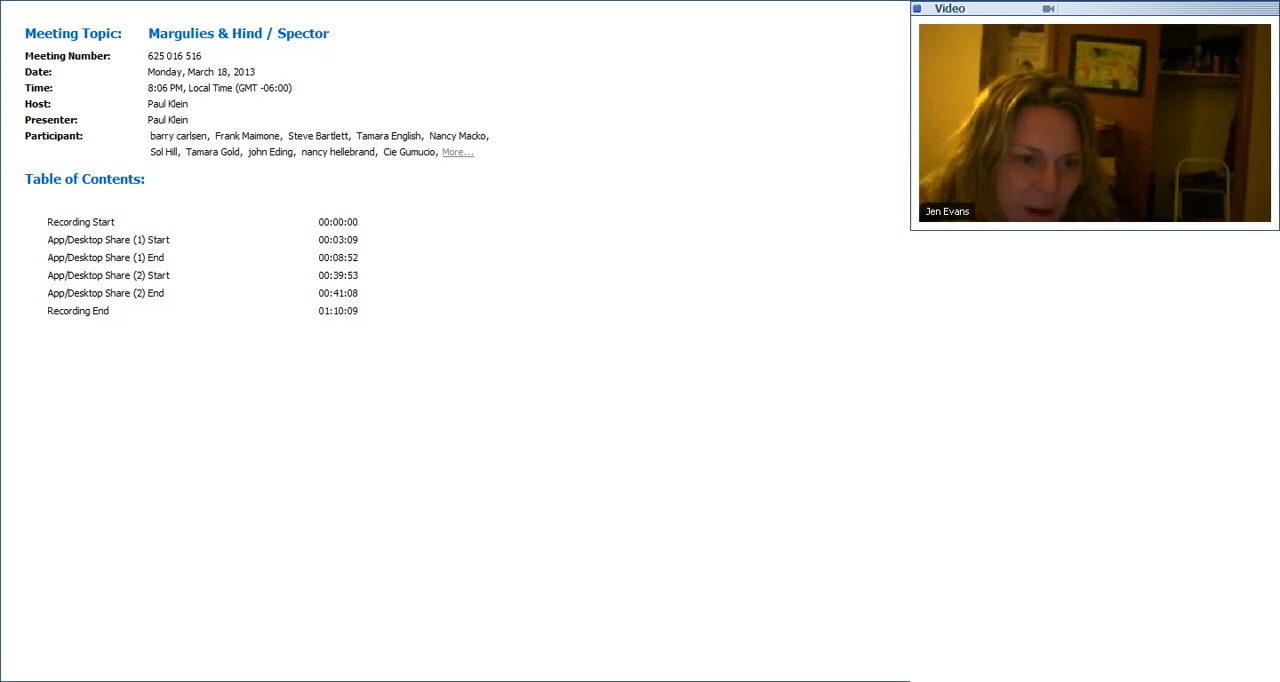 Meeting Topic: Margulies & Hind / Spector
Meeting Number: 625 016 516
Date: Monday, March 18, 2013
Time: 8:06 PM, Local Time (GMT -06:00)
Host: Paul Klein
Presenter: Paul Klein
Participant: barry carlsen, Frank Maimone, Steve Bartlett, Tamara English, Nancy Macko,
Sol Hill, Tamara Gold, john Eding, nancy hellebrand, Cie Gumucio, More...
Table of Contents:
Recording Start 00:00:00
App/Desktop Share (1) Start 00:03:09
App/Desktop Share (1) End 00:08:52
App/Desktop Share (2) Start 00:39:53
App/Desktop Share (2) End 00:41:08
Recording End 01:10:09
Video
Jen Evans